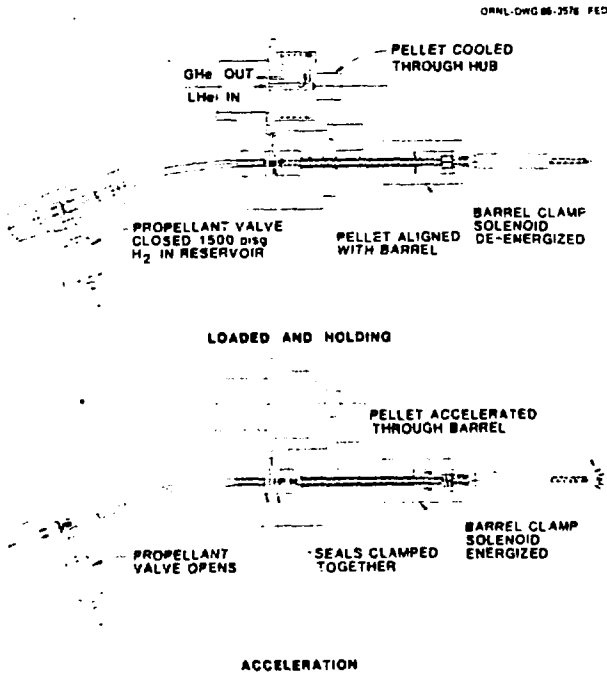 ORNL-DWG 86-3576 FED
PELLET COOLED
THROUGH HUB
GHe OUT
LHe IN
PROPELLANT VALVE
CLOSED 1500 psig
H2 IN RESERVOIR
PELLET ALIGNED
WITH BARREL
BARREL CLAMP
SOLENOID
DE-ENERGIZED
LOADED AND HOLDING
PELLET ACCELERATED
THROUGH BARREL
PROPELLANT
VALVE OPENS
SEALS CLAMPED
TOGETHER
BARREL CLAMP
SOLENOID
ENERGIZED
ACCELERATION